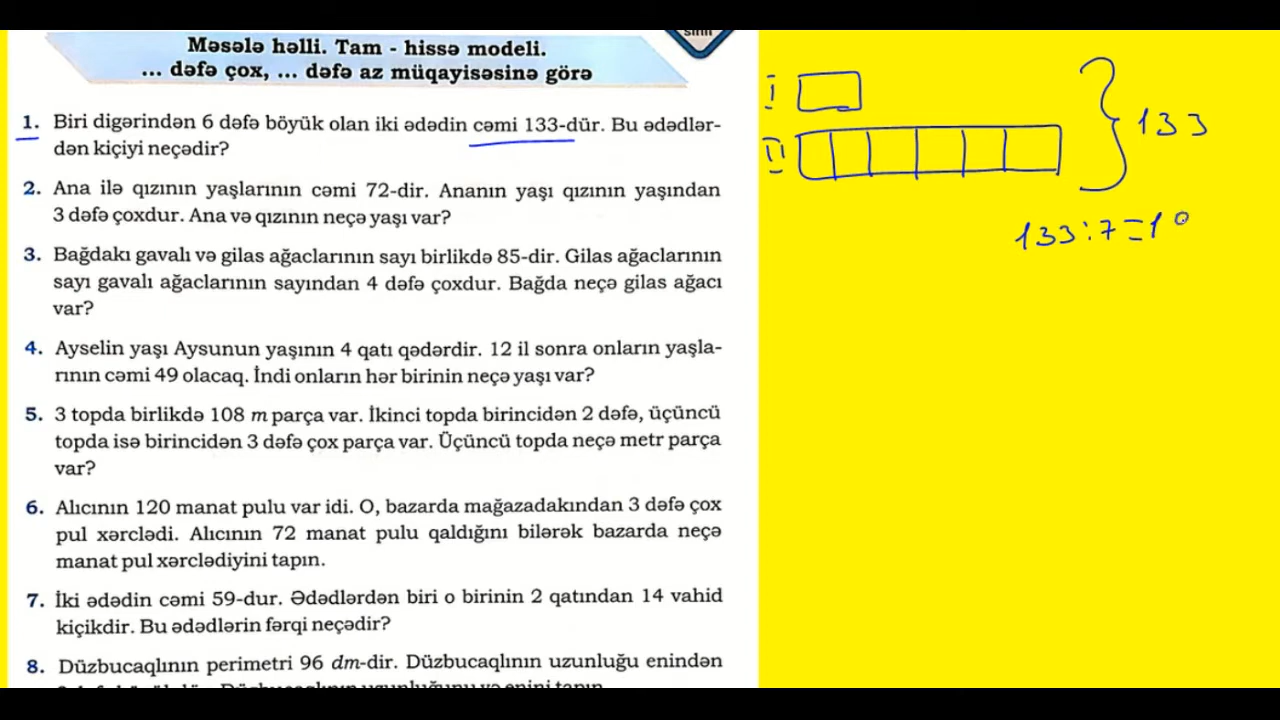 sinif
Məsələ həlli. Tam - hissə modeli.
... dəfə çox, ... dəfə az müqayisəsinə görə
1. Biri digərindən 6 dəfə böyük olan iki ədədin cəmi 133-dür. Bu ədədlər-
dən kiçiyi neçədir?
2. Ana ilə qızının yaşlarının cəmi 72-dir. Ananın yaşı qızının yaşından
3 dəfə çoxdur. Ana və qızının neçə yaşı var?
3. Bağdakı gavalı və gilas ağaclarının sayı birlikdə 85-dir. Gilas ağaclarının
sayı gavalı ağaclarının sayından 4 dəfə çoxdur. Bağda neçə gilas ağacı
var?
4. Ayselin yaşı Aysunun yaşının 4 qatı qədərdir. 12 il sonra onların yaşla-
rının cəmi 49 olacaq. İndi onların hər birinin neçə yaşı var?
5. 3 topda birlikdə 108 m parça var. İkinci topda birincidən 2 dəfə, üçüncü
topda isə birincidən 3 dəfə çox parça var. Üçüncü topda neçə metr parça
var?
6. Alıcının 120 manat pulu var idi. O, bazarda mağazadakından 3 dəfə çox
pul xərclədi. Alıcının 72 manat pulu qaldığını bilərək bazarda neçə
manat pul xərclədiyini tapın.
7. İki ədədin cəmi 59-dur. Ədədlərdən biri o birinin 2 qatından 14 vahid
kiçikdir. Bu ədədlərin fərqi neçədir?
8. Düzbucaqlının perimetri 96 dm-dir. Düzbucaqlının uzunluğu enindən
I
II
133
133:7=1